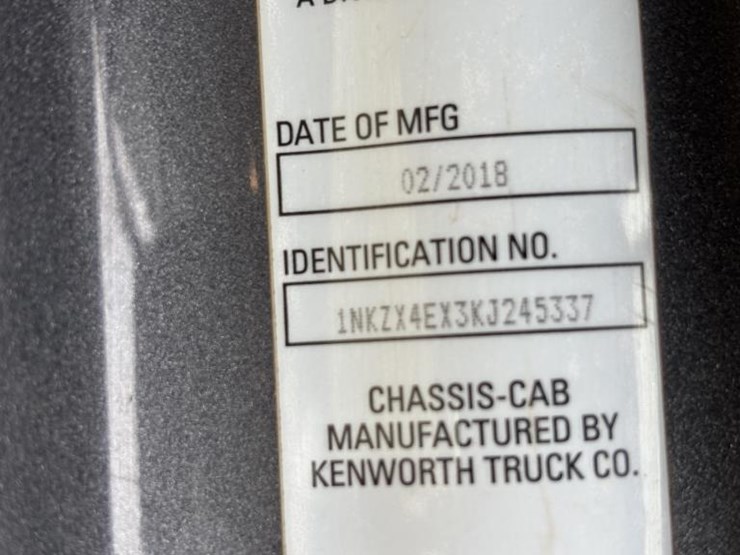 DATE OF MFG
02/2018
IDENTIFICATION NO.
1NKZX4EX3KJ245337
CHASSIS-CAB
MANUFACTURED BY
KENWORTH TRUCK CO.